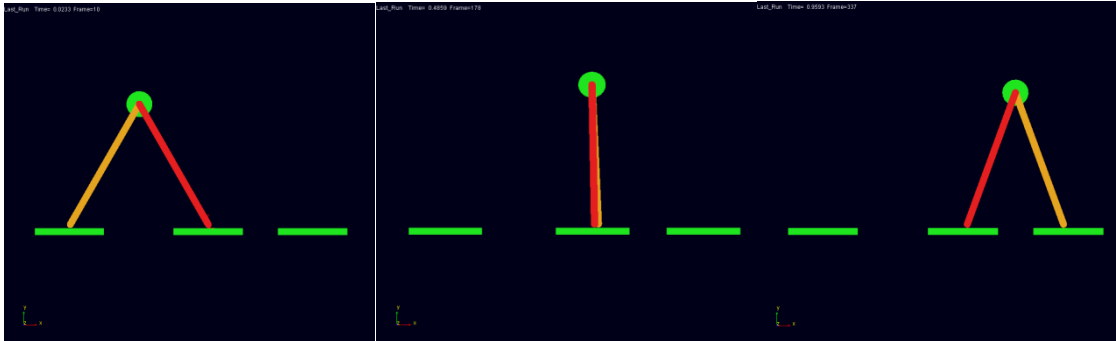 Last_Run Time= 0.0233 Frame=10
Last_Run Time= 0.4859 Frame=178
Last_Run Time= 0.9593 Frame=337
Y
Z X
Y
Z X
Y
Z X